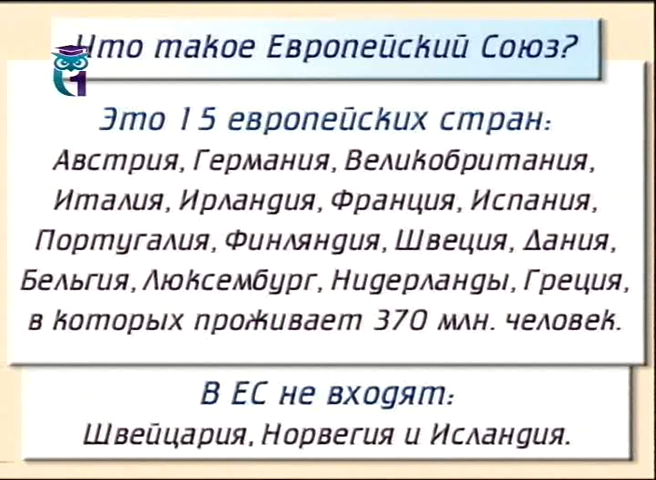 Что такое Европейский Союз?
1
Это 15 европейских стран:
Австрия, Германия, Великобритания,
Италия, Ирландия, Франция, Испания,
Португалия, Финляндия, Швеция, Дания,
Бельгия, Люксембург, Нидерланды, Греция,
в которых проживает 370 млн. человек.
В ЕС не входят:
Швейцария, Норвегия и Исландия.